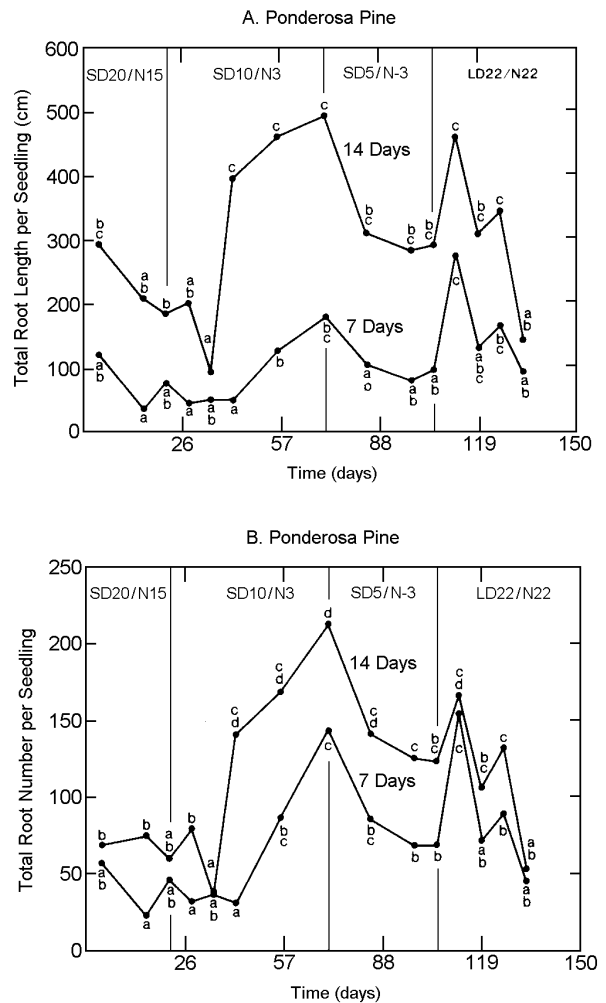 A. Ponderosa Pine
Total Root Length per Seedling (cm)
600
500
400
300
200
100
0
SD20/N15 SD10/N3 SD5/N-3 LD22/N22
14 Days
b c
a b
b
a b
a
c
c
c
b c
b c
b c
c
b c
c
a b
7 Days
a b
a
a b
a
a b
a
b
b c
a o
a b
a b
c
a b c
b c
a b
26 57 88 119 150
Time (days)
B. Ponderosa Pine
Total Root Number per Seedling
250
200
150
100
50
0
SD20/N15 SD10/N3 SD5/N-3 LD22/N22
14 Days
b
b
a b
b
a
c d
c d
d
c d
c
b c
c d
b c
c
a b
7 Days
a b
a
a b
a
a b
a
b c
c
b c
b
b
c
a b
b
a b
26 57 88 119 150
Time (days)